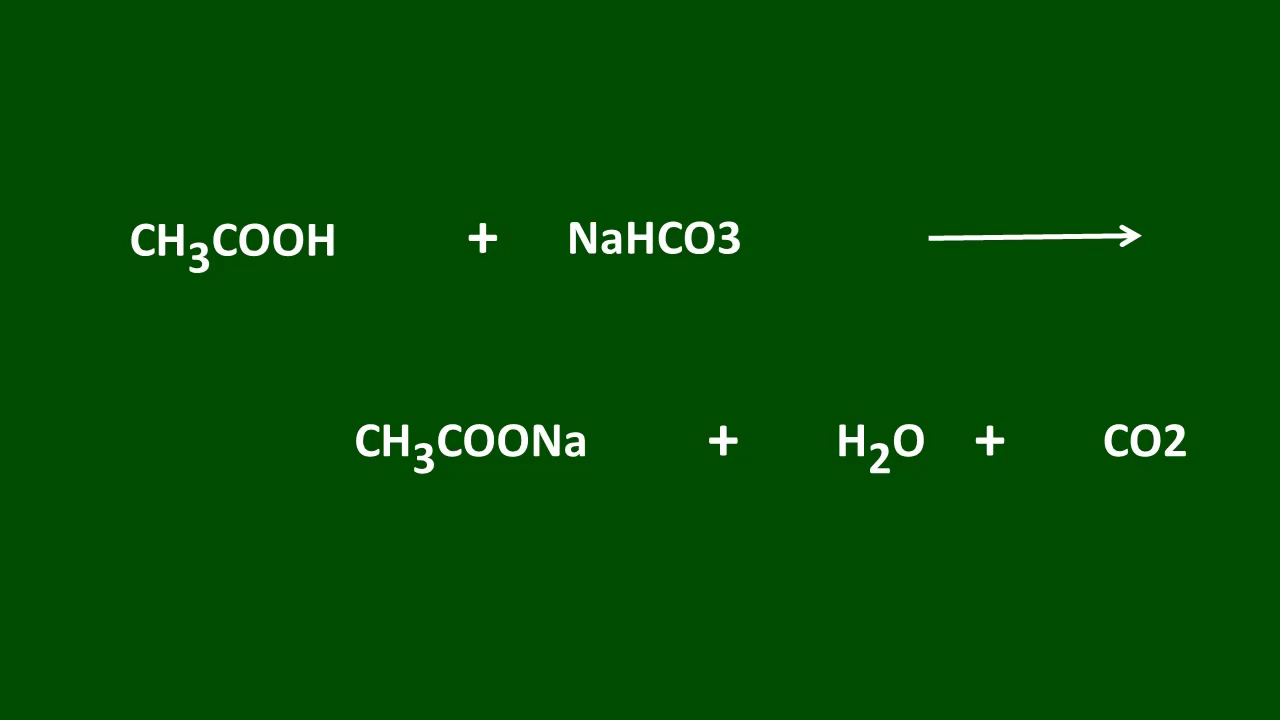 CH₃COOH + NaHCO3 ⟶
CH₃COONa + H₂O + CO2